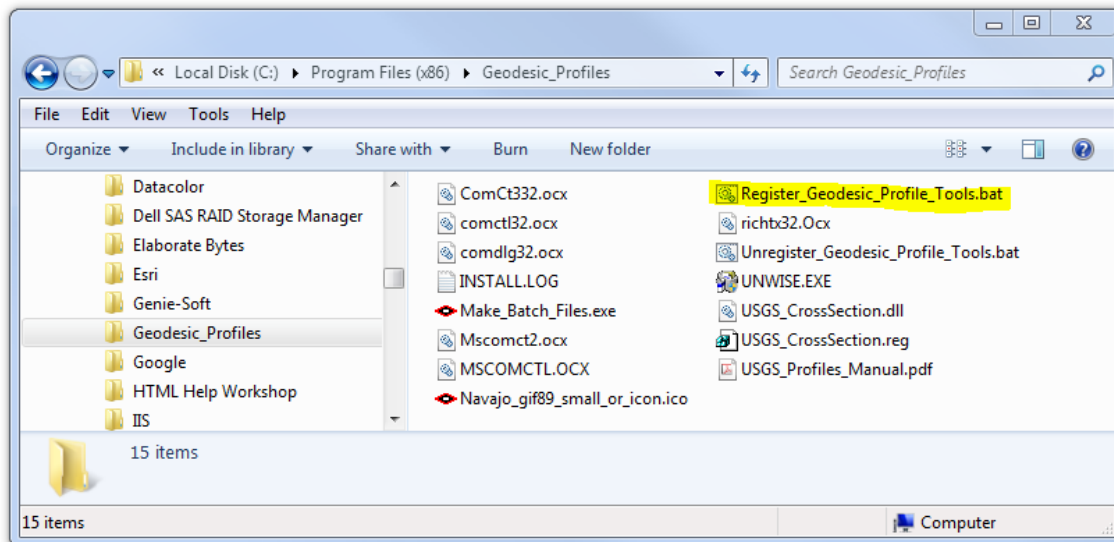 « Local Disk (C:) Program Files (x86) Geodesic_Profiles Search Geodesic_Profiles
File Edit View Tools Help
Organize Include in library Share with Burn New folder
Datacolor
Dell SAS RAID Storage Manager
Elaborate Bytes
Esri
Genie-Soft
Geodesic_Profiles
Google
HTML Help Workshop
IIS
ComCt332.ocx
comctl32.ocx
comdlg32.ocx
INSTALL.LOG
Make_Batch_Files.exe
Mscomct2.ocx
MSCOMCTL.OCX
Navajo_gif89_small_or_icon.ico
Register_Geodesic_Profile_Tools.bat
richtx32.Ocx
Unregister_Geodesic_Profile_Tools.bat
UNWISE.EXE
USGS_CrossSection.dll
USGS_CrossSection.reg
USGS_Profiles_Manual.pdf
15 items
15 items Computer